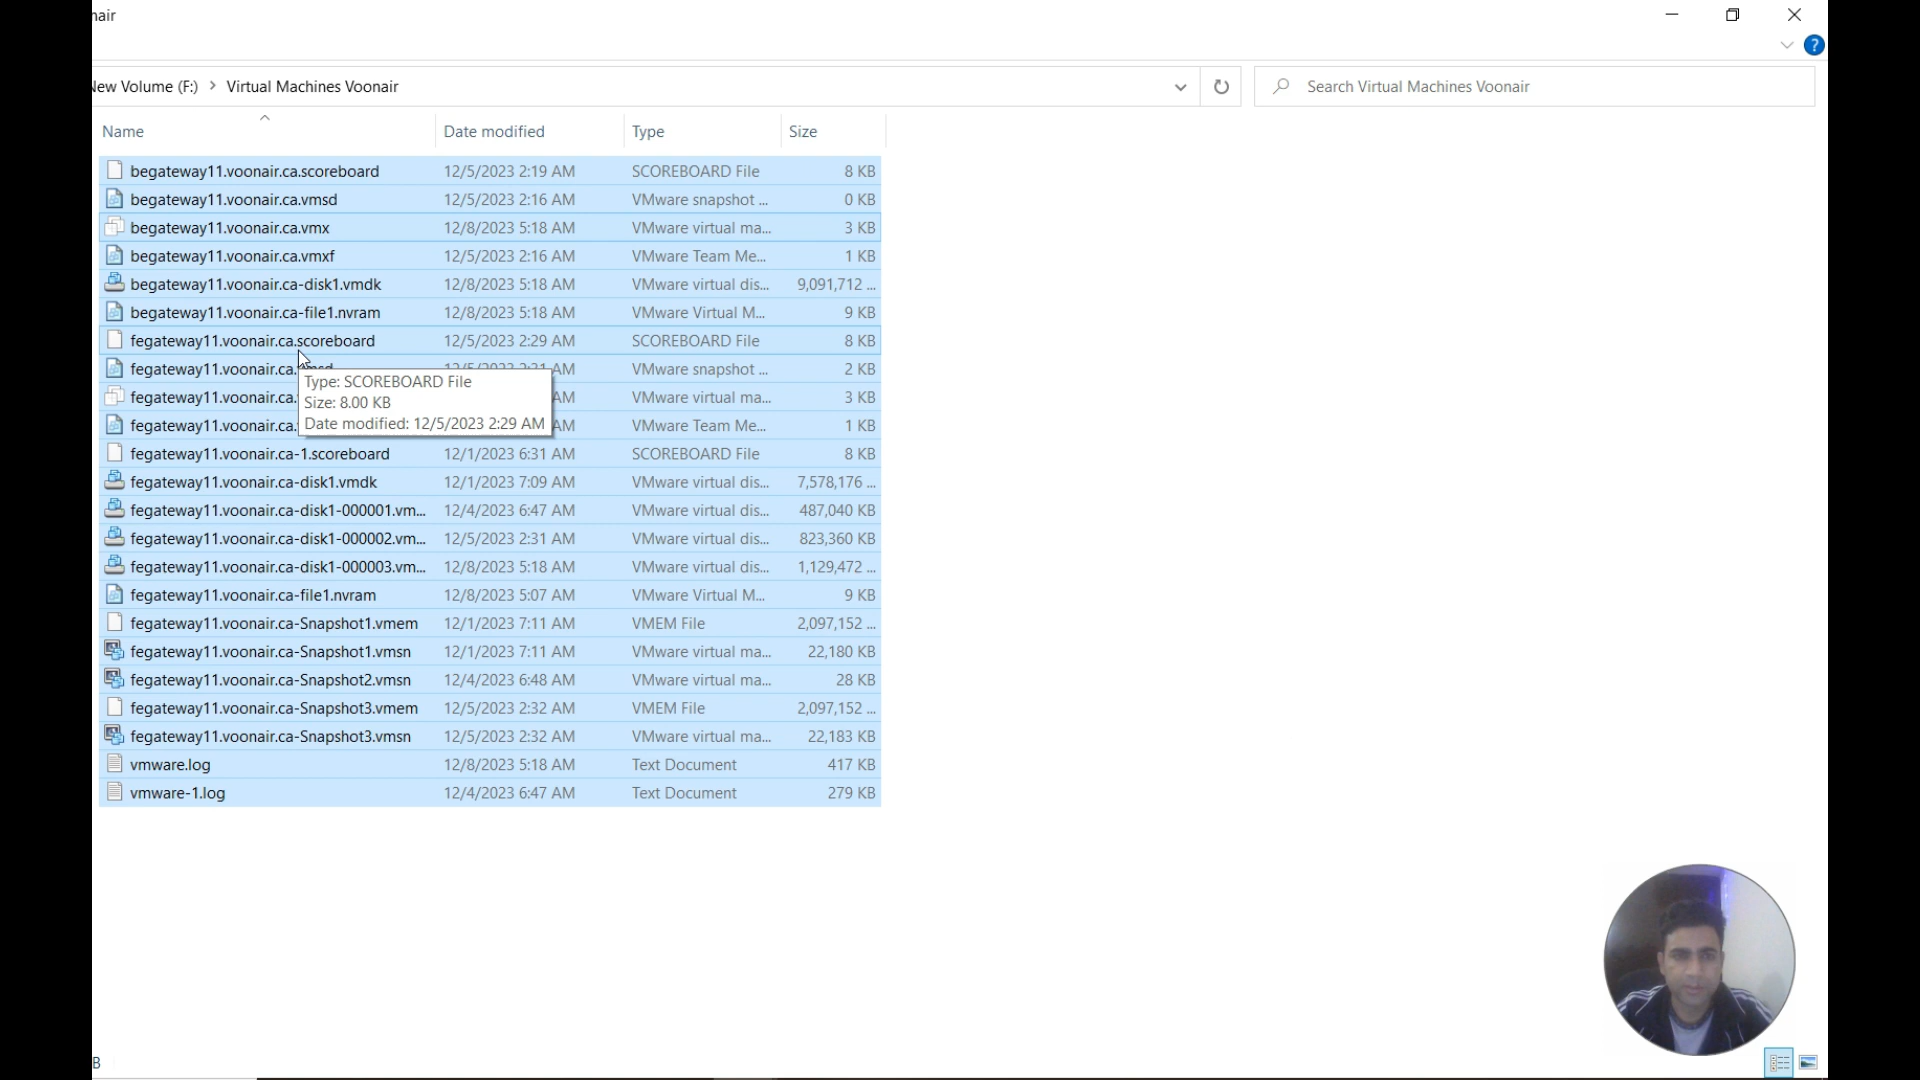 nair
New Volume (F:) > Virtual Machines Voonair
Search Virtual Machines Voonair
Name Date modified Type Size
begateway11.voonair.ca.scoreboard 12/5/2023 2:19 AM SCOREBOARD File 8 KB
begateway11.voonair.ca.vmsd 12/5/2023 2:16 AM VMware snapshot ... 0 KB
begateway11.voonair.ca.vmx 12/8/2023 5:18 AM VMware virtual ma... 3 KB
begateway11.voonair.ca.vmxf 12/5/2023 2:16 AM VMware Team Me... 1 KB
begateway11.voonair.ca-disk1.vmdk 12/8/2023 5:18 AM VMware virtual dis... 9,091,712 ...
begateway11.voonair.ca-file1.nvram 12/8/2023 5:18 AM VMware Virtual M... 9 KB
fegateway11.voonair.ca.scoreboard 12/5/2023 2:29 AM SCOREBOARD File 8 KB
fegateway11.voonair.ca. AM VMware snapshot ... 2 KB
Type: SCOREBOARD File
fegateway11.voonair.ca. AM VMware virtual ma... 3 KB
Size: 8.00 KB
fegateway11.voonair.ca. AM VMware Team Me... 1 KB
Date modified: 12/5/2023 2:29 AM
fegateway11.voonair.ca-1.scoreboard 12/1/2023 6:31 AM SCOREBOARD File 8 KB
fegateway11.voonair.ca-disk1.vmdk 12/1/2023 7:09 AM VMware virtual dis... 7,578,176 ...
fegateway11.voonair.ca-disk1-000001.vm... 12/4/2023 6:47 AM VMware virtual dis... 487,040 KB
fegateway11.voonair.ca-disk1-000002.vm... 12/5/2023 2:31 AM VMware virtual dis... 823,360 KB
fegateway11.voonair.ca-disk1-000003.vm... 12/8/2023 5:18 AM VMware virtual dis... 1,129,472 ...
fegateway11.voonair.ca-file1.nvram 12/8/2023 5:07 AM VMware Virtual M... 9 KB
fegateway11.voonair.ca-Snapshot1.vmem 12/1/2023 7:11 AM VMEM File 2,097,152 ...
fegateway11.voonair.ca-Snapshot1.vmsn 12/1/2023 7:11 AM VMware virtual ma... 22,180 KB
fegateway11.voonair.ca-Snapshot2.vmsn 12/4/2023 6:48 AM VMware virtual ma... 28 KB
fegateway11.voonair.ca-Snapshot3.vmem 12/5/2023 2:32 AM VMEM File 2,097,152 ...
fegateway11.voonair.ca-Snapshot3.vmsn 12/5/2023 2:32 AM VMware virtual ma... 22,183 KB
vmware.log 12/8/2023 5:18 AM Text Document 417 KB
vmware-1.log 12/4/2023 6:47 AM Text Document 279 KB
B